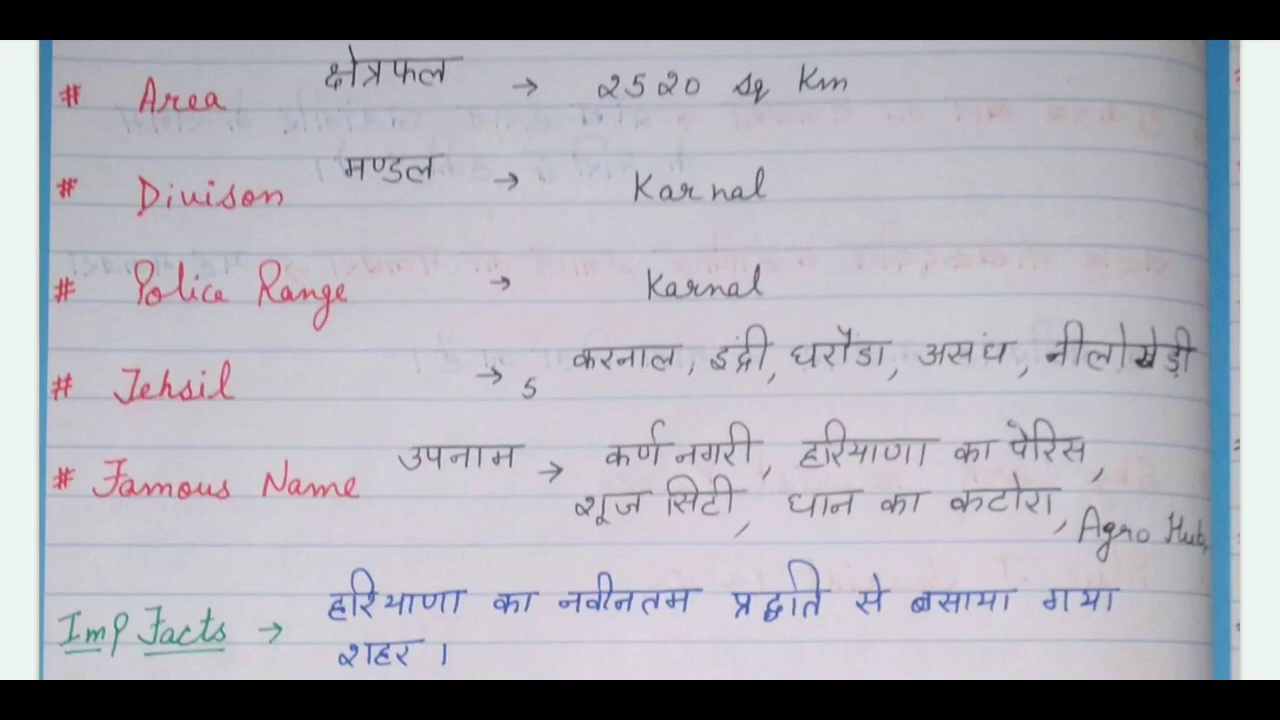 # Area क्षेत्रफल → 2520 Sq Km
# Divison मण्डल → Karnal
# Police Range → Karnal
# Tehsil → 5 करनाल, इंद्री, घरौंडा, असंध, नीलोखेड़ी
# Famous Name उपनाम → कर्ण नगरी, हरियाणा का पेरिस,
शूज सिटी, धान का कटोरा, Agro Hub,
Imp Facts → हरियाणा का नवीनतम प्रद्धति से बसाया गया
शहर ।